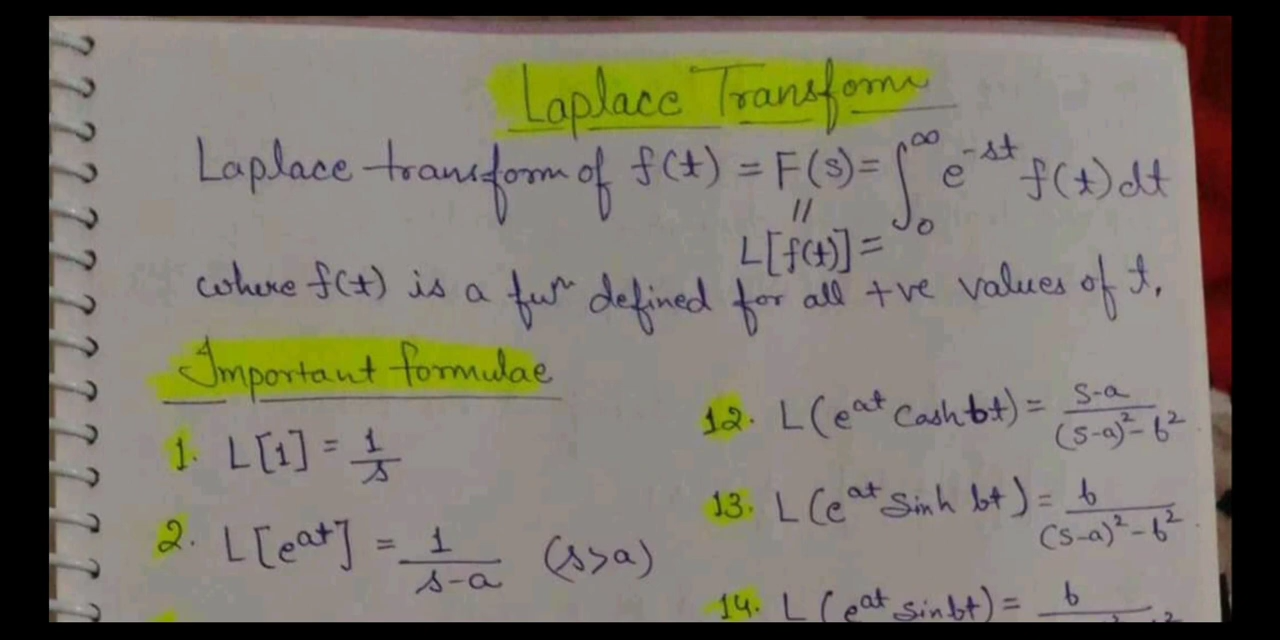 Laplace Transform
Laplace transform of f(t) = F(s) = ∫₀^∞ e^-st f(t) dt
〃
L[f(t)] =
where f(t) is a fuⁿ defined for all +ve values of t.
Important formulae
1. L[1] = 1/s
2. L[e^at] = 1/(s-a) (s>a)
12. L(e^at cash bt) = s-a/((s-a)² - b²)
13. L(e^at Sinh bt) = b/((s-a)² - b²)
14. L(e^at sin bt) = b